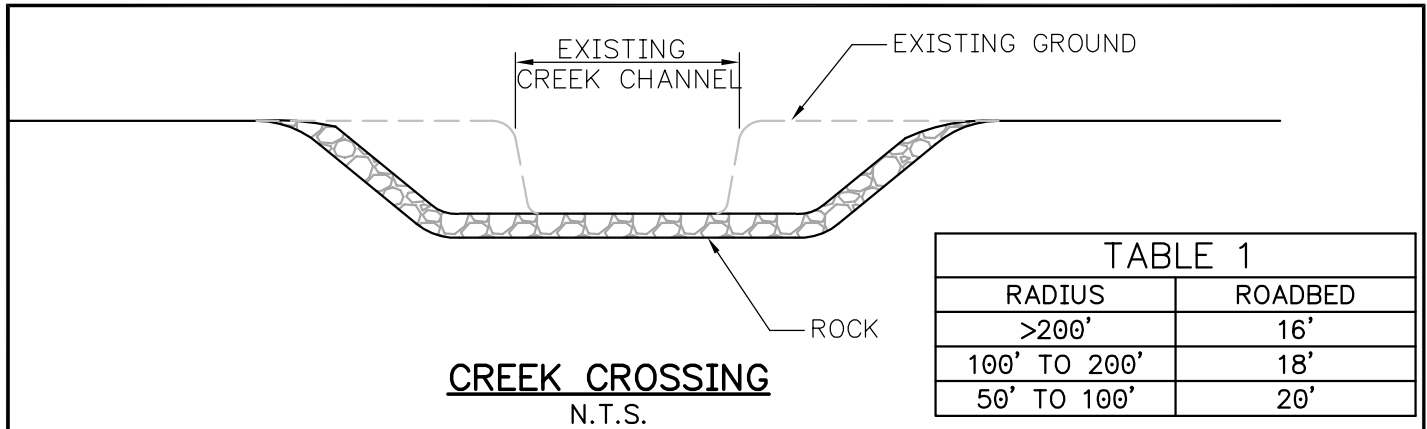 EXISTING
CREEK CHANNEL
EXISTING GROUND
ROCK
CREEK CROSSING
N.T.S.
TABLE 1
RADIUS ROADBED
>200' 16'
100' TO 200' 18'
50' TO 100' 20'